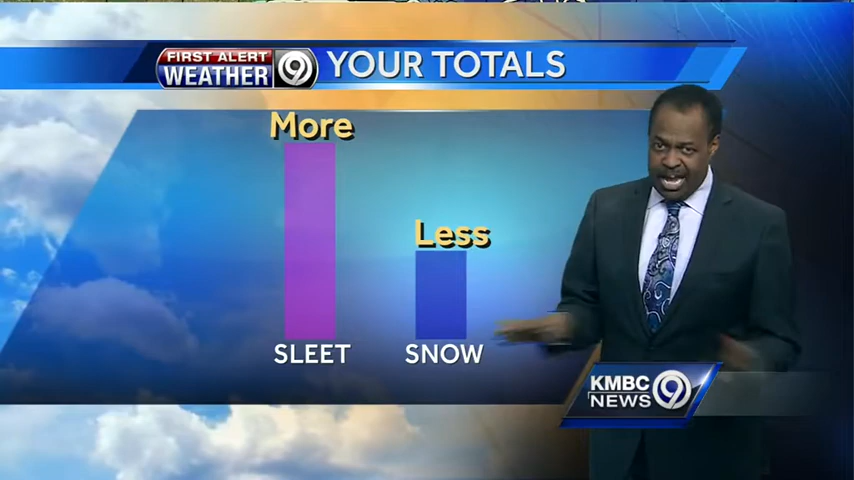 FIRST ALERT
WEATHER 9
YOUR TOTALS
More
Less
SLEET
SNOW
KMBC 9
NEWS